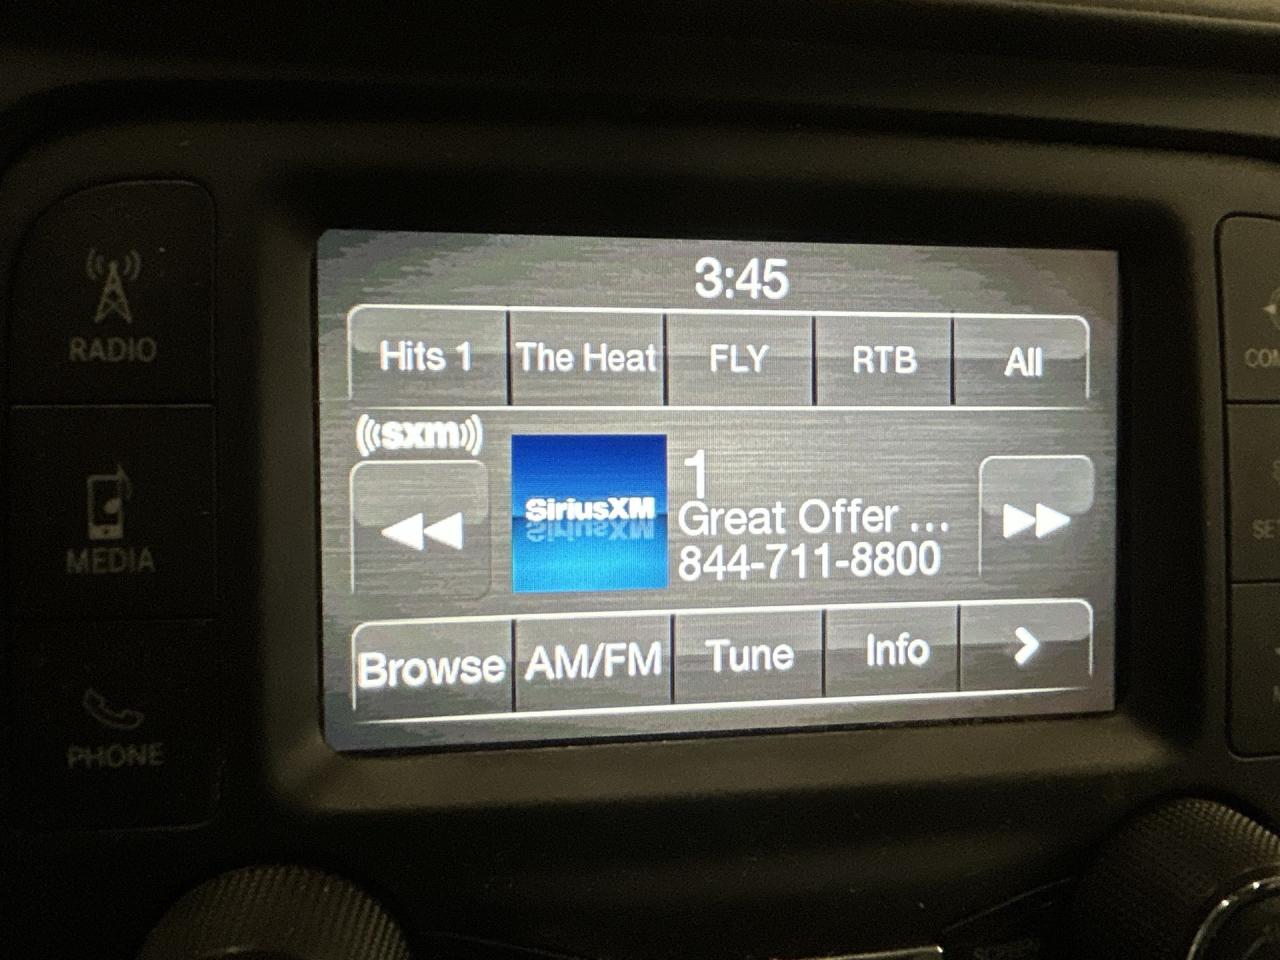 3:45
Hits 1 The Heat FLY RTB All
((sxm))
SiriusXM
1
Great Offer ...
844-711-8800
Browse AM/FM Tune Info
RADIO
MEDIA
PHONE